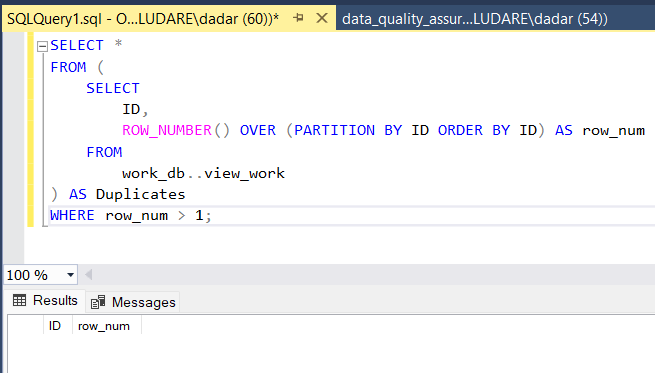 SQLQuery1.sql - O...LUDARE\dadar (60))* data_quality_assur...LUDARE\dadar (54))
SELECT *
FROM (
SELECT
ID,
ROW_NUMBER() OVER (PARTITION BY ID ORDER BY ID) AS row_num
FROM
work_db..view_work
) AS Duplicates
WHERE row_num > 1;
100 %
Results Messages
ID row_num